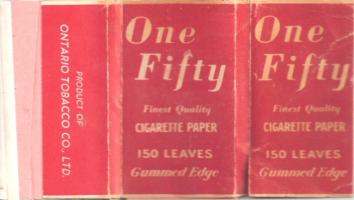 PRODUCT OF
ONTARIO TOBACCO CO., LTD.
One
Fifty
Finest Quality
CIGARETTE PAPER
150 LEAVES
Gummed Edge
One
Fifty
Finest Quality
CIGARETTE PAPER
150 LEAVES
Gummed Edge